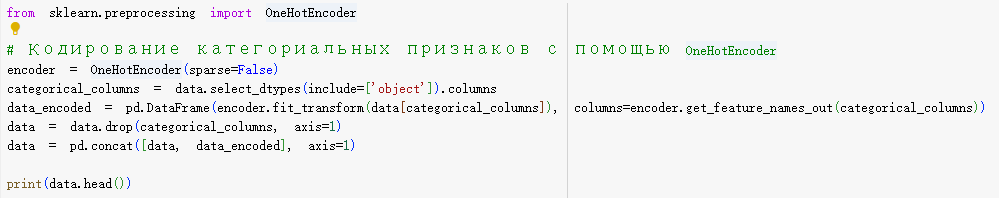 from sklearn.preprocessing import OneHotEncoder
# Кодирование категориальных признаков с помощью OneHotEncoder
encoder = OneHotEncoder(sparse=False)
categorical_columns = data.select_dtypes(include=['object']).columns
data_encoded = pd.DataFrame(encoder.fit_transform(data[categorical_columns]), columns=encoder.get_feature_names_out(categorical_columns))
data = data.drop(categorical_columns, axis=1)
data = pd.concat([data, data_encoded], axis=1)
print(data.head())